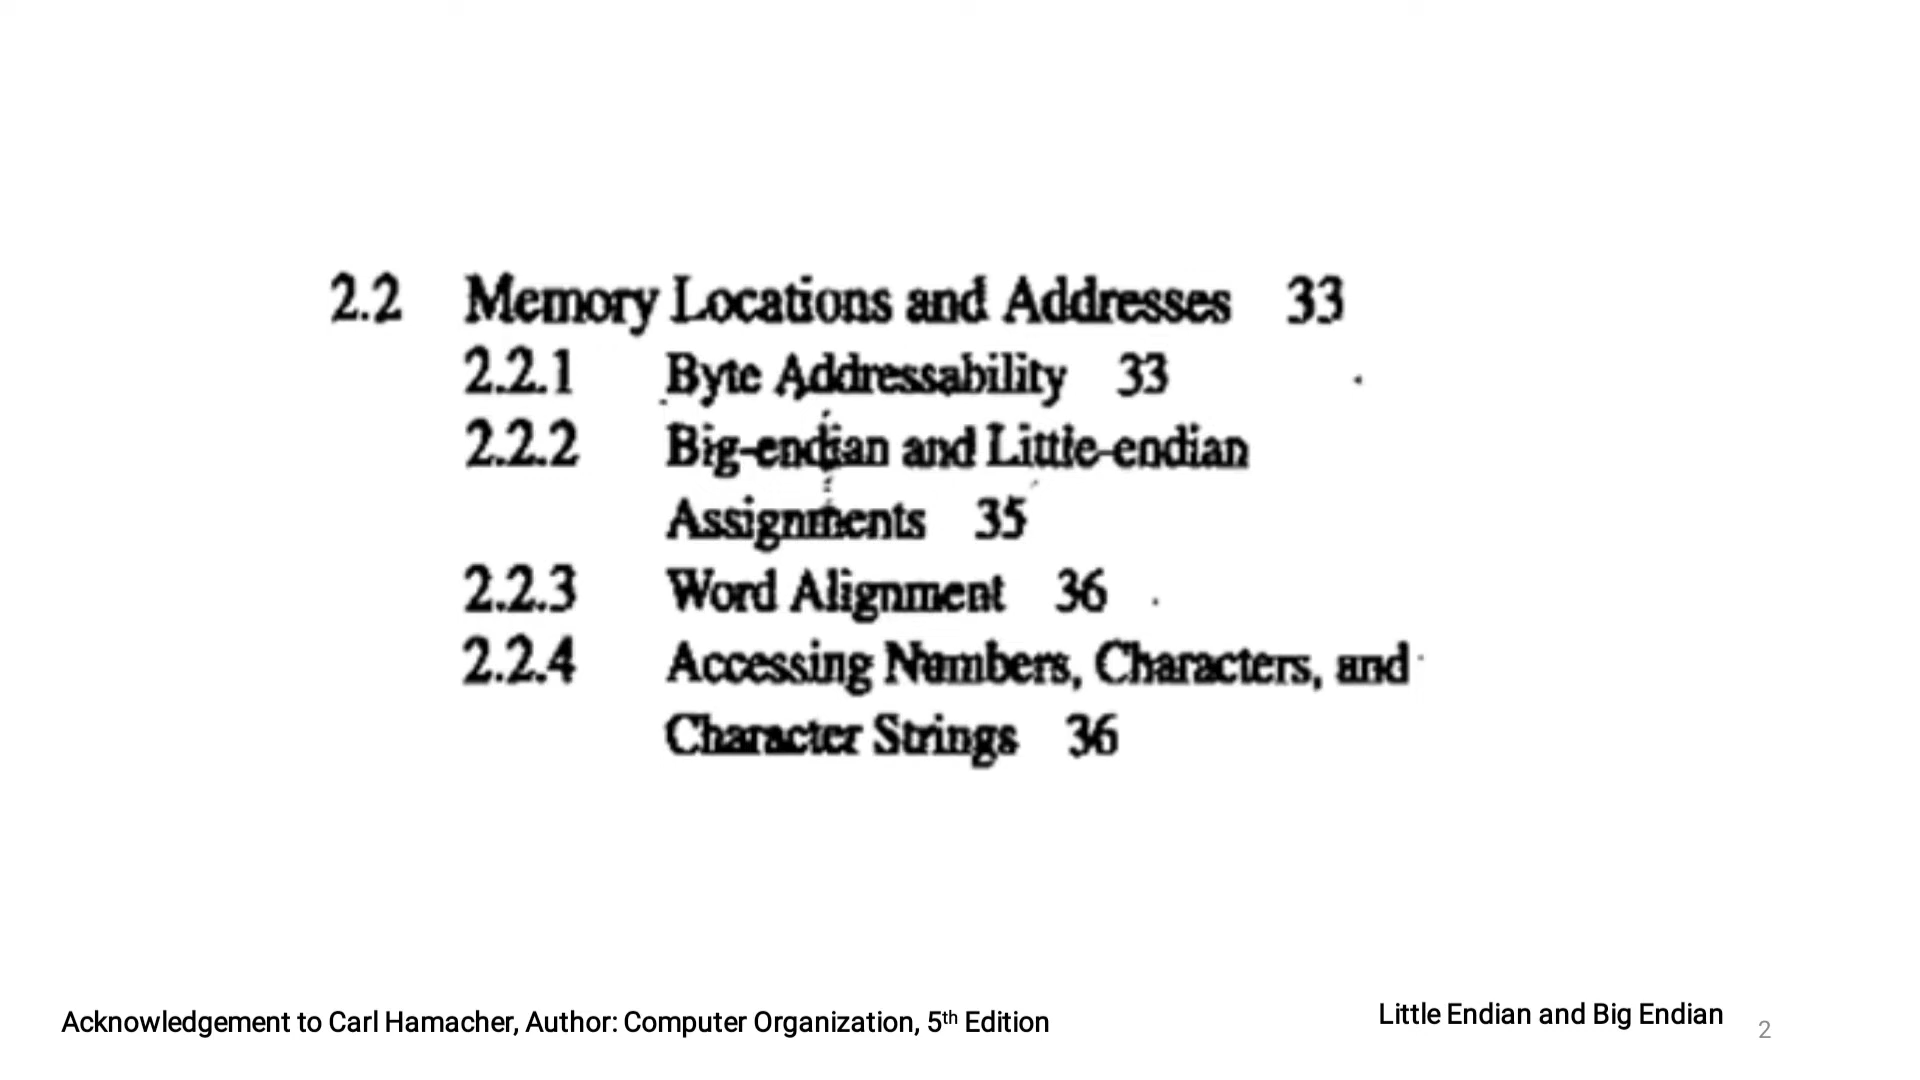 2.2 Memory Locations and Addresses 33
2.2.1 Byte Addressability 33
2.2.2 Big-endian and Little-endian
Assignments 35
2.2.3 Word Alignment 36
2.2.4 Accessing Numbers, Characters, and
Character Strings 36
Acknowledgement to Carl Hamacher, Author: Computer Organization, 5th Edition
Little Endian and Big Endian 2